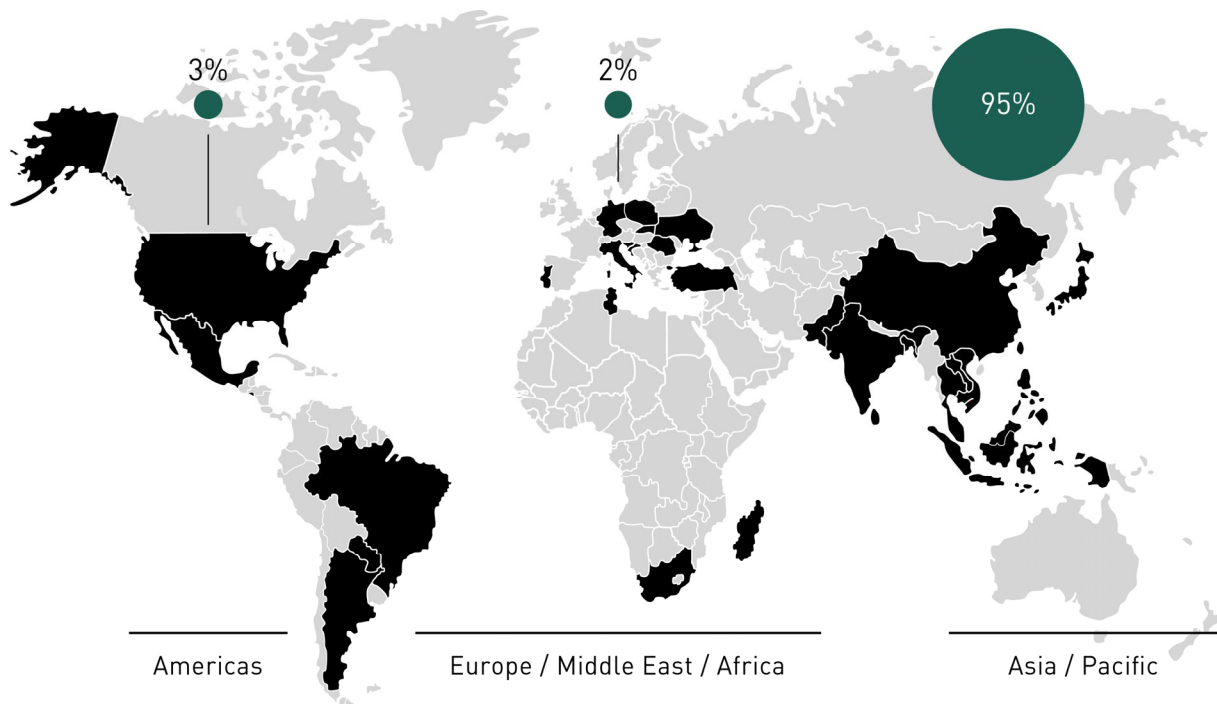 3%
2%
95%
Americas
Europe / Middle East / Africa
Asia / Pacific